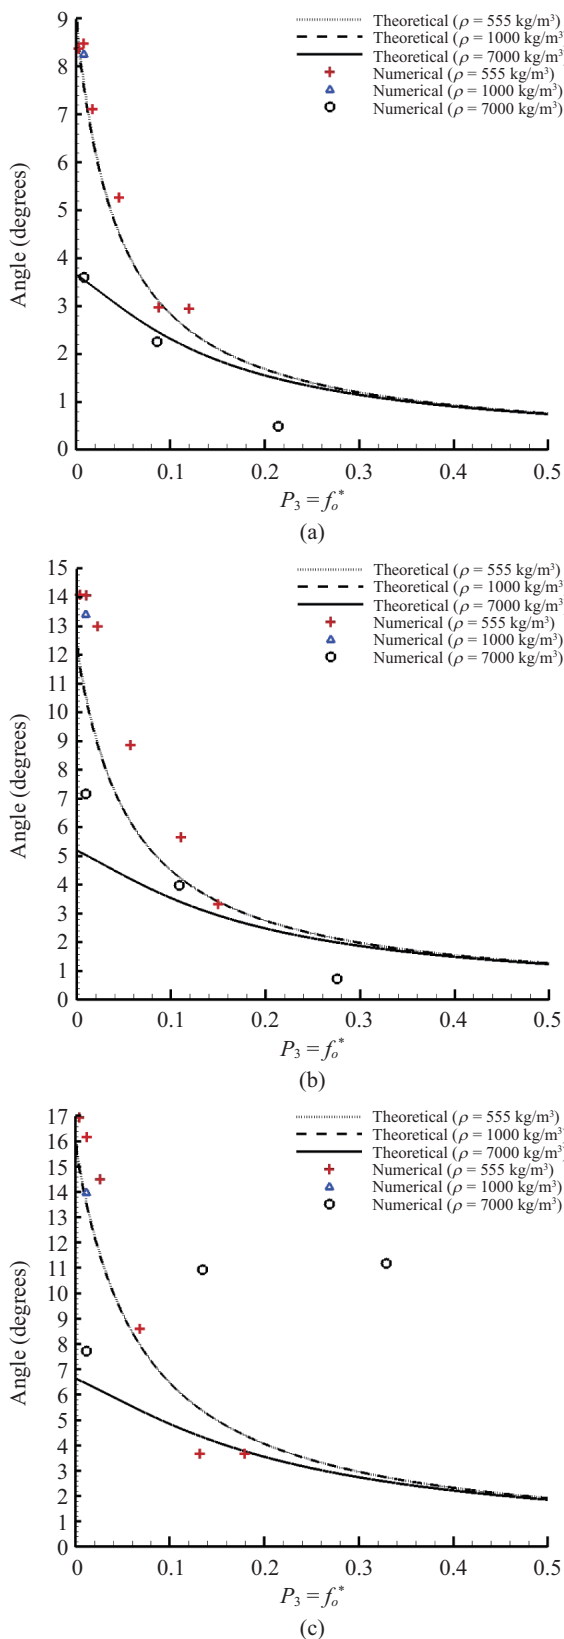 Theoretical (ρ = 555 kg/m³)
Theoretical (ρ = 1000 kg/m³
Theoretical (ρ = 7000 kg/m³
Numerical (ρ = 555 kg/m³)
Numerical (ρ = 1000 kg/m³)
Numerical (ρ = 7000 kg/m³)
9
8
7
6
5
4
3
2
1
0
Angle (degrees)
0 0.1 0.2 0.3 0.4 0.5
P₃ = fₒ*
(a)
Theoretical (ρ = 555 kg/m³)
Theoretical (ρ = 1000 kg/m³
Theoretical (ρ = 7000 kg/m³
Numerical (ρ = 555 kg/m³)
Numerical (ρ = 1000 kg/m³)
Numerical (ρ = 7000 kg/m³)
15
14
13
12
11
10
9
8
7
6
5
4
3
2
1
0
Angle (degrees)
0 0.1 0.2 0.3 0.4 0.5
P₃ = fₒ*
(b)
Theoretical (ρ = 555 kg/m³)
Theoretical (ρ = 1000 kg/m³)
Theoretical (ρ = 7000 kg/m³)
Numerical (ρ = 555 kg/m³)
Numerical (ρ = 1000 kg/m³)
Numerical (ρ = 7000 kg/m³)
17
16
15
14
13
12
11
10
9
8
7
6
5
4
3
2
1
0
Angle (degrees)
0 0.1 0.2 0.3 0.4 0.5
P₃ = fₒ*
(c)